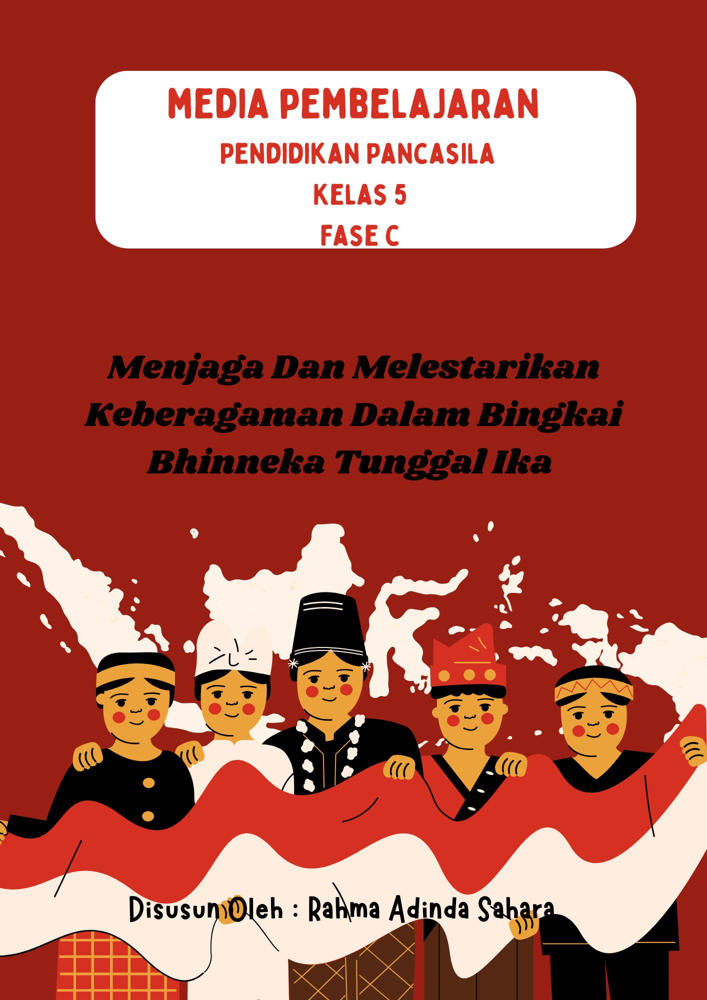 MEDIA PEMBELAJARAN
PENDIDIKAN PANCASILA
KELAS 5
FASE C
Menjaga Dan Melestarikan
Keberagaman Dalam Bingkai
Bhinneka Tunggal Ika
Disusun Oleh : Rahma Adinda Sahara